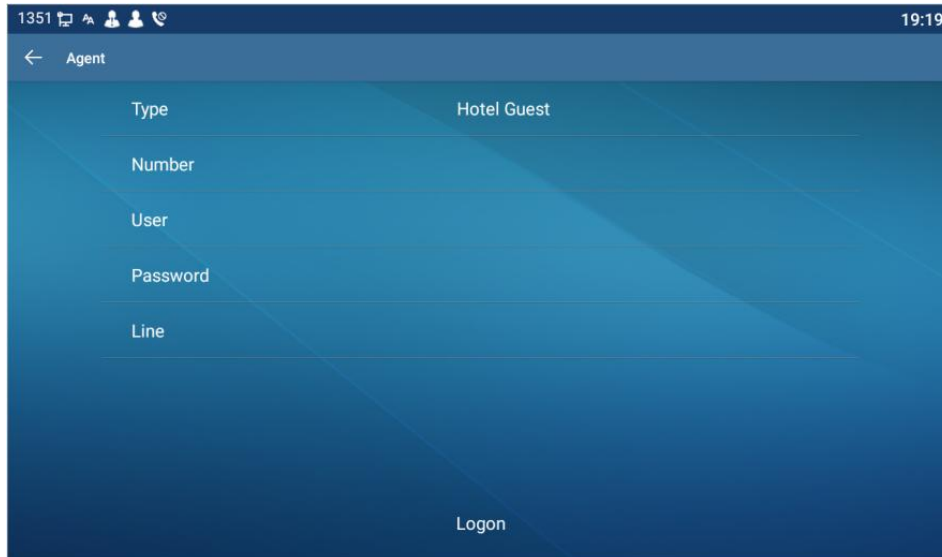 1351 19:19
Agent
Type Hotel Guest
Number
User
Password
Line
Logon